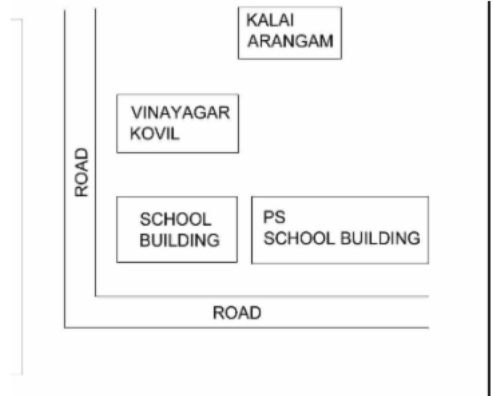 KALAI
ARANGAM
VINAYAGAR
KOVIL
ROAD
SCHOOL
BUILDING
PS
SCHOOL BUILDING
ROAD